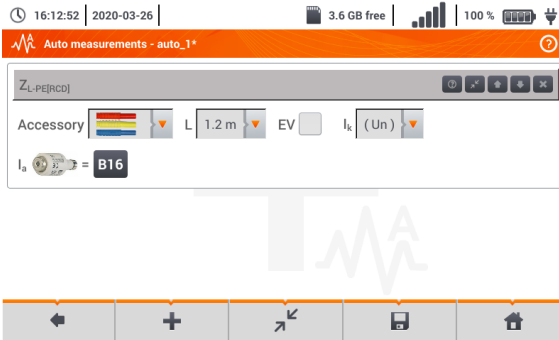 16:12:52 2020-03-26 3.6 GB free 100 %
Auto measurements - auto_1*
ZL-PE[RCD]
Accessory L 1.2 m EV Ik ( Un )
Ia = B16
A